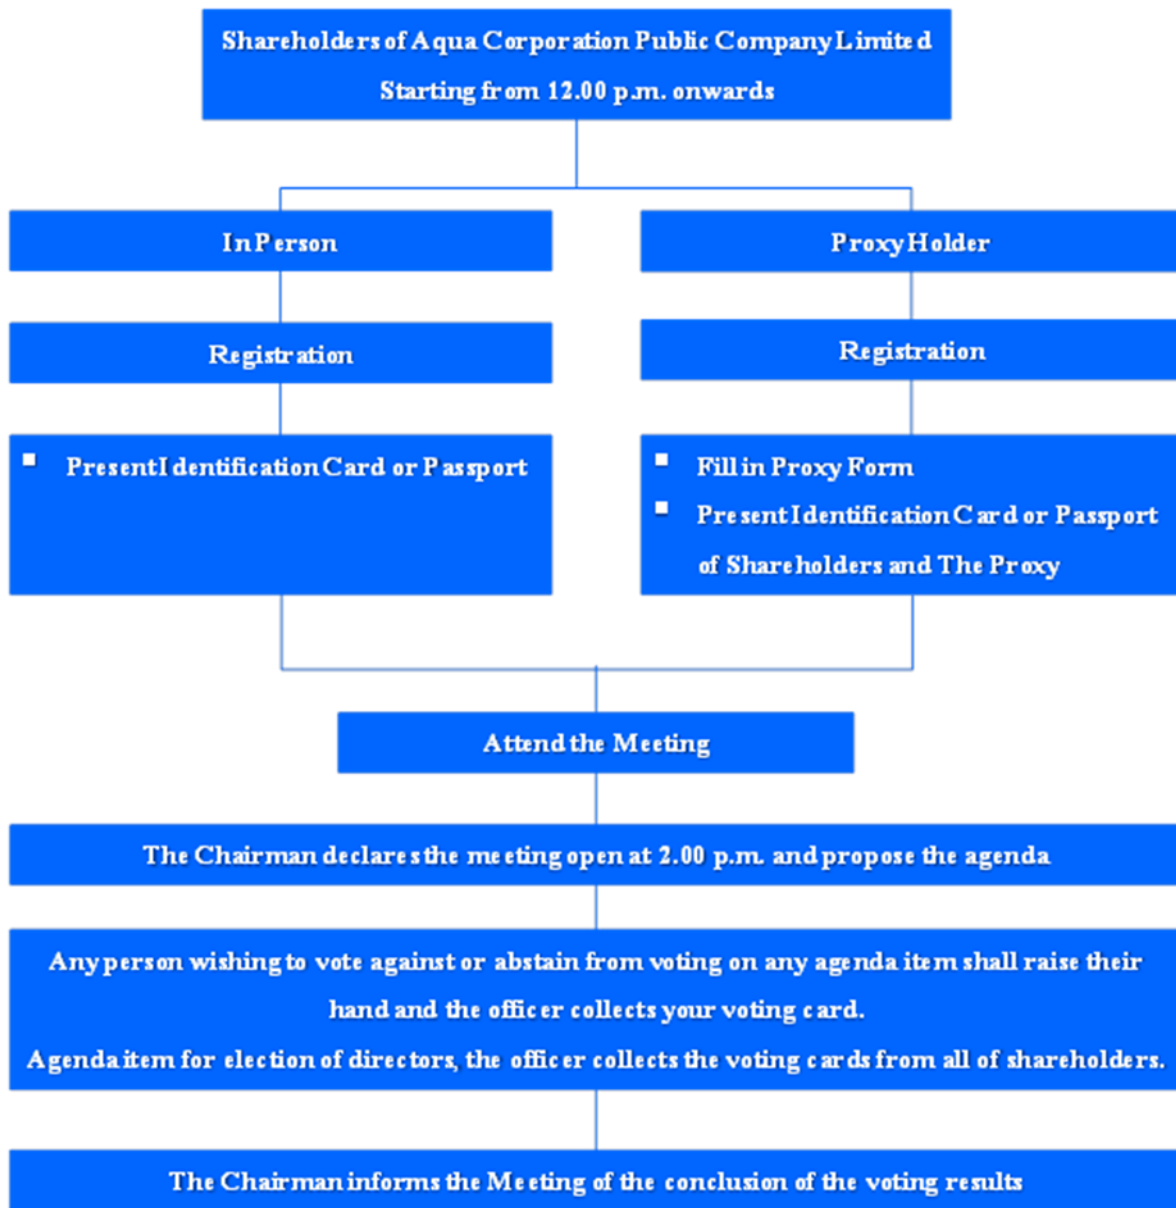 Shareholders of Aqua Corporation Public Company Limited
Starting from 12.00 p.m. onwards
In Person
Proxy Holder
Registration
Registration
Present Identification Card or Passport
Fill in Proxy Form
Present Identification Card or Passport
of Shareholders and The Proxy
Attend the Meeting
The Chairman declares the meeting open at 2.00 p.m. and propose the agenda
Any person wishing to vote against or abstain from voting on any agenda item shall raise their
hand and the officer collects your voting card.
Agenda item for election of directors, the officer collects the voting cards from all of shareholders.
The Chairman informs the Meeting of the conclusion of the voting results